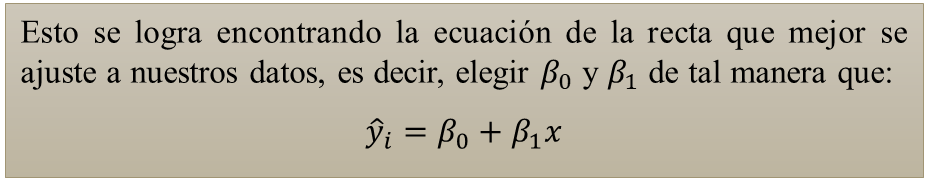 Esto se logra encontrando la ecuación de la recta que mejor se
ajuste a nuestros datos, es decir, elegir β₀ y β₁ de tal manera que:
ŷᵢ = β₀ + β₁x